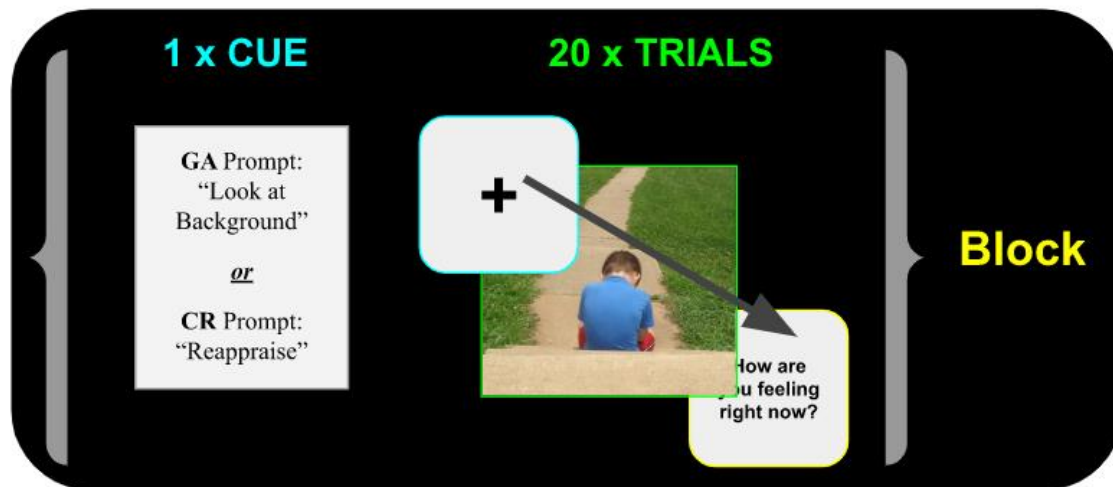 1 x CUE
20 x TRIALS
GA Prompt:
“Look at
Background”
or
CR Prompt:
“Reappraise”
+
How are
you feeling
right now?
Block